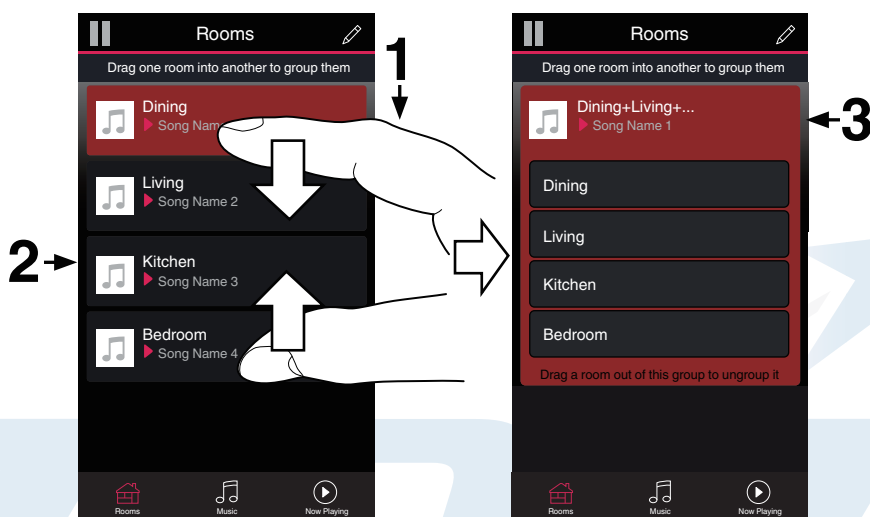 Rooms
Drag one room into another to group them
1
Dining
Song Nam
Living
Song Name 2
2
Kitchen
Song Name 3
Bedroom
Song Name 4
Rooms
Music
Now Playing
Rooms
Drag one room into another to group them
Dining+Living+...
Song Name 1
3
Dining
Living
Kitchen
Bedroom
Drag a room out of this group to ungroup it
Rooms
Music
Now Playing